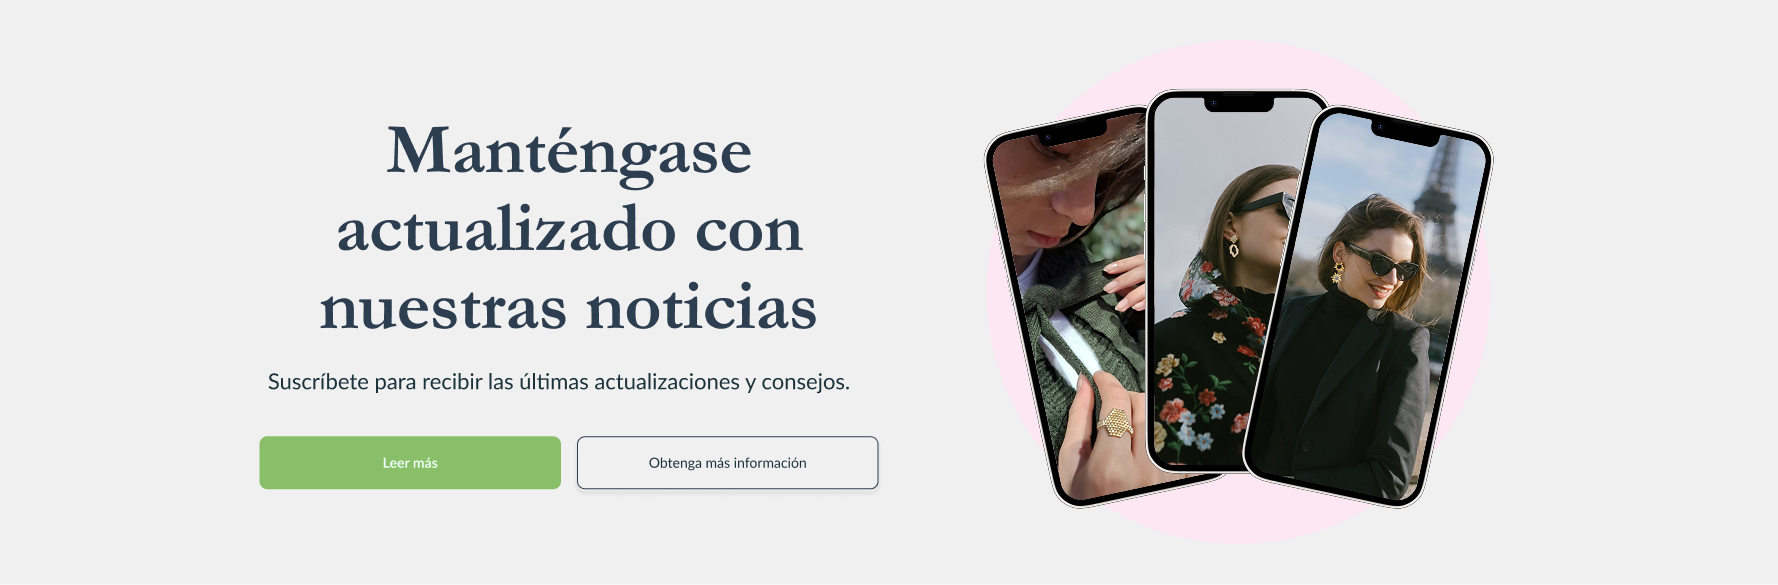 Manténgase
actualizado con
nuestras noticias
Suscríbete para recibir las últimas actualizaciones y consejos.
Leer más
Obtenga más información